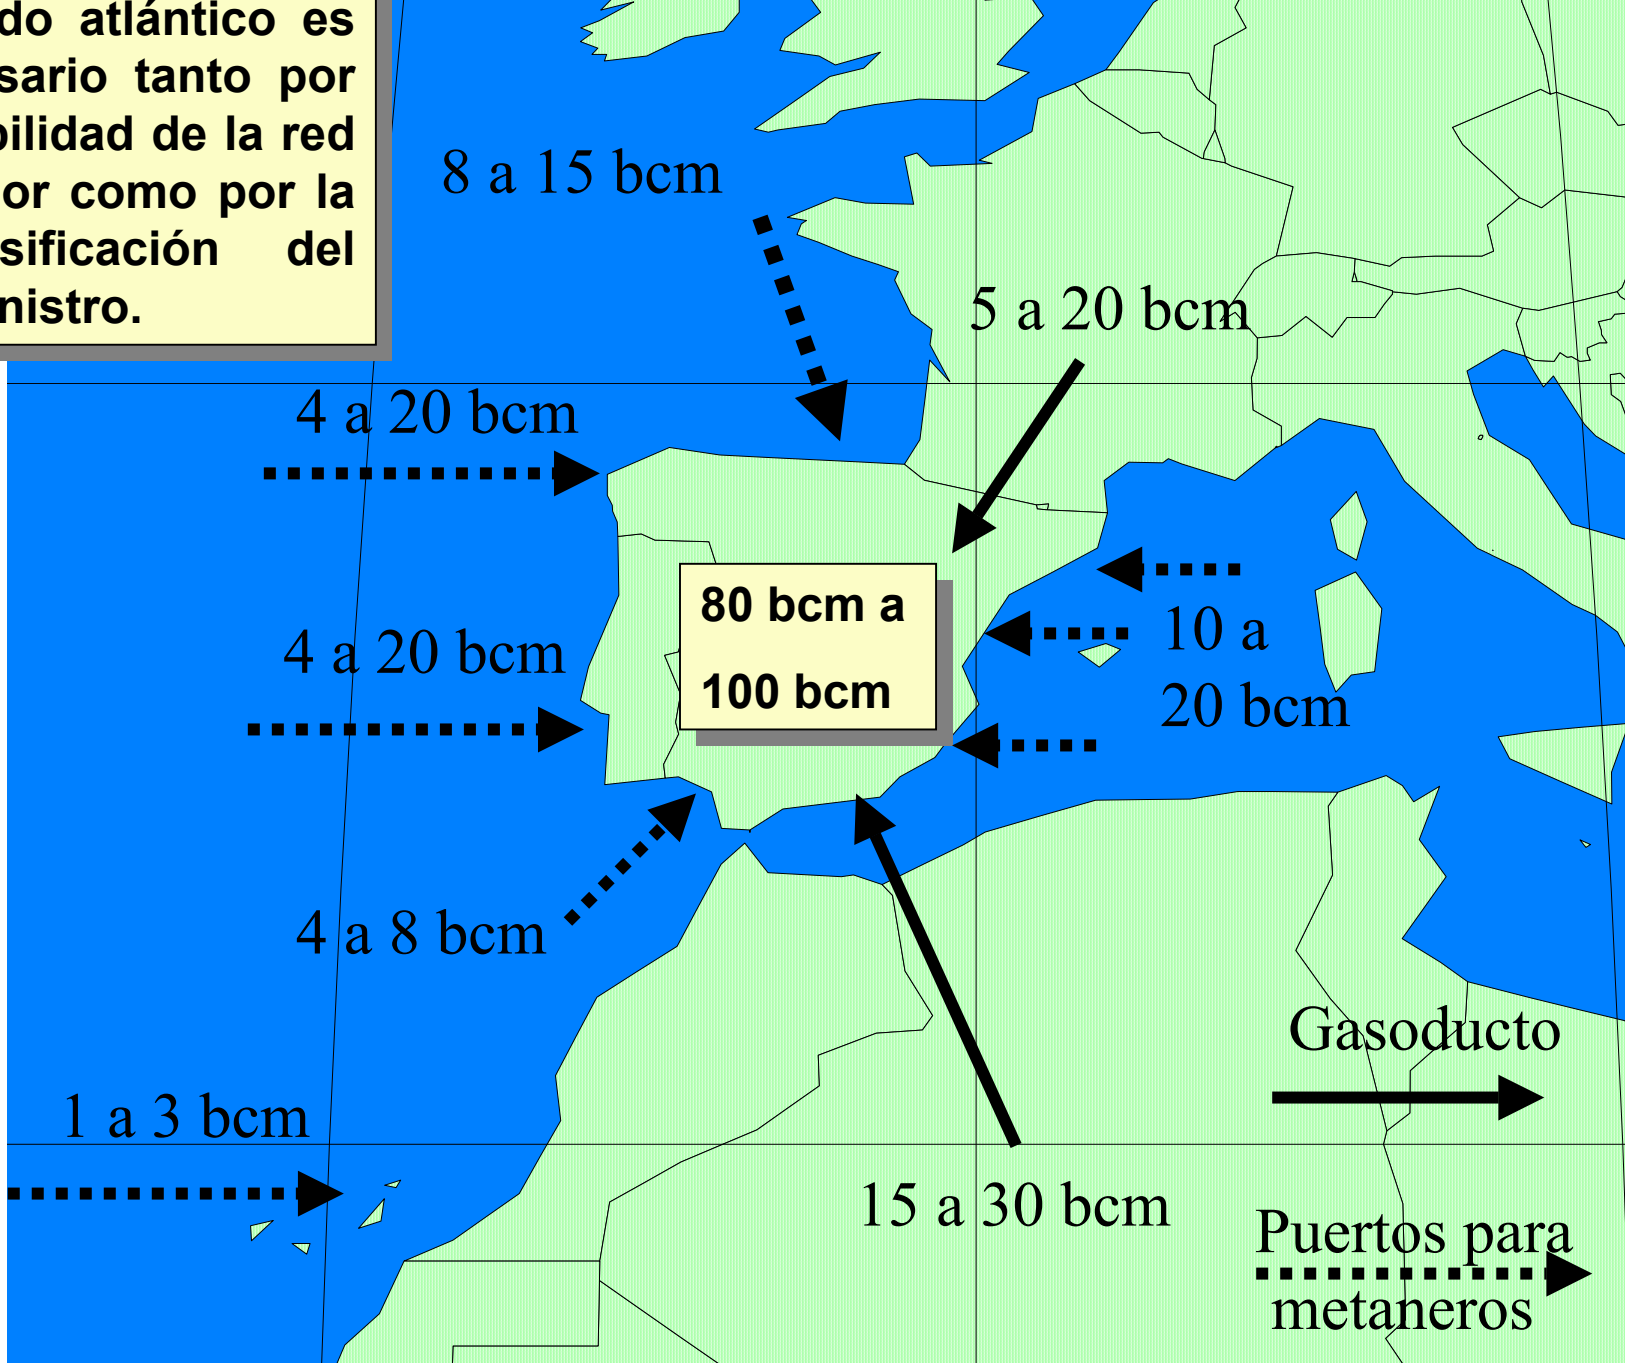 do atlántico es
sario tanto por
bilidad de la red
or como por la
sificación del
nistro.
8 a 15 bcm
5 a 20 bcm
4 a 20 bcm
80 bcm a
100 bcm
10 a
20 bcm
4 a 20 bcm
4 a 8 bcm
Gasoducto
1 a 3 bcm
15 a 30 bcm
Puertos para
metaneros